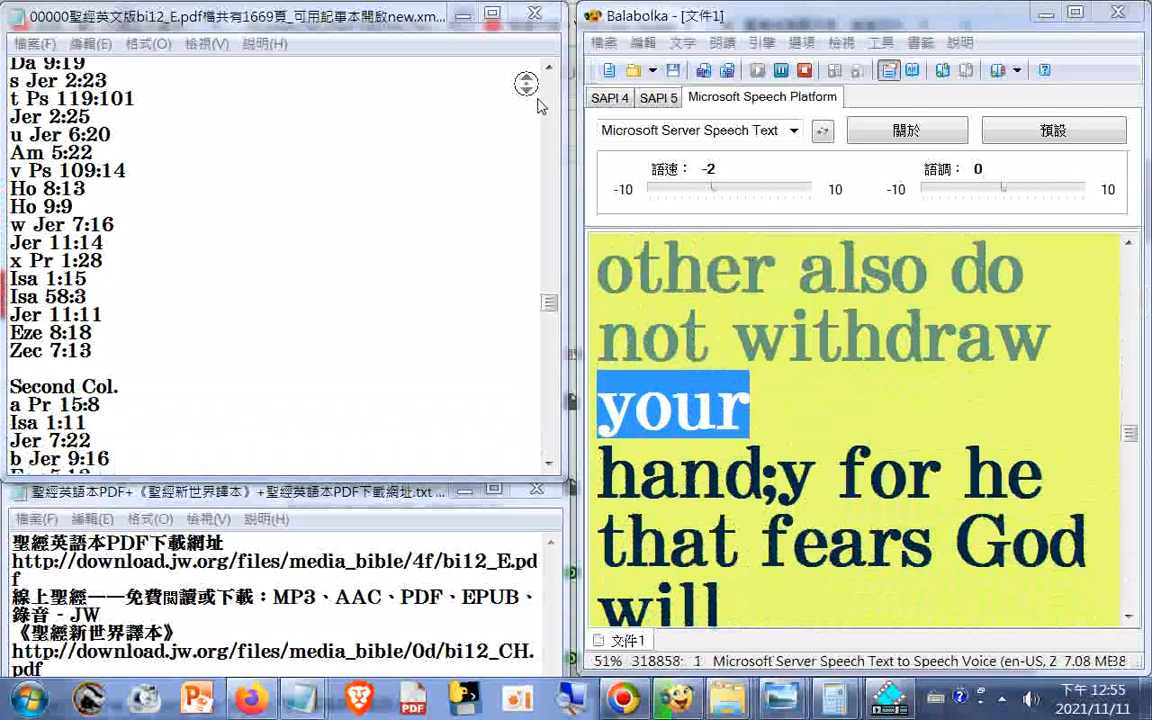 00000聖經英文版bi12_E.pdf檔共有1669頁_可用記事本開啟new.xm...
檔案(F) 編輯(E) 格式(O) 檢視(V) 說明(H)
Da 9:19
s Jer 2:23
t Ps 119:101
Jer 2:25
u Jer 6:20
Am 5:22
v Ps 109:14
Ho 8:13
Ho 9:9
w Jer 7:16
Jer 11:14
x Pr 1:28
Isa 1:15
Isa 58:3
Jer 11:11
Eze 8:18
Zec 7:13
Second Col.
a Pr 15:8
Isa 1:11
Jer 7:22
b Jer 9:16
聖經英語本PDF+《聖經新世界譯本》+聖經英語本PDF下載網址.txt ...
檔案(F) 編輯(E) 格式(O) 檢視(V) 說明(H)
聖經英語本PDF下載網址
http://download.jw.org/files/media_bible/4f/bi12_E.pd
f
線上聖經──免費閱讀或下載：MP3、AAC、PDF、EPUB、
錄音 - JW
《聖經新世界譯本》
http://download.jw.org/files/media_bible/0d/bi12_CH.
pdf
Balabolka - [文件1]
檔案 編輯 文字 朗讀 引擎 選項 檢視 工具 書籤 說明
SAPI 4 SAPI 5 Microsoft Speech Platform
Microsoft Server Speech Text 關於 預設
語速： -2 語調： 0
-10 10 -10 10
other also do
not withdraw
your
hand;y for he
that fears God
will
文件1
51% 318858: 1 Microsoft Server Speech Text to Speech Voice (en-US, Z 7.08 MB
下午 12:55
2021/11/11